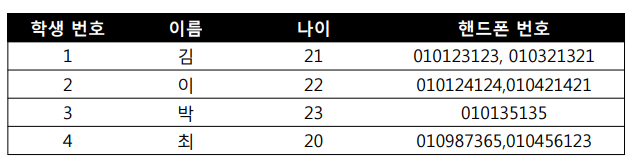 학생 번호 이름 나이 핸드폰 번호
1 김 21 010123123, 010321321
2 이 22 010124124,010421421
3 박 23 010135135
4 최 20 010987365,010456123